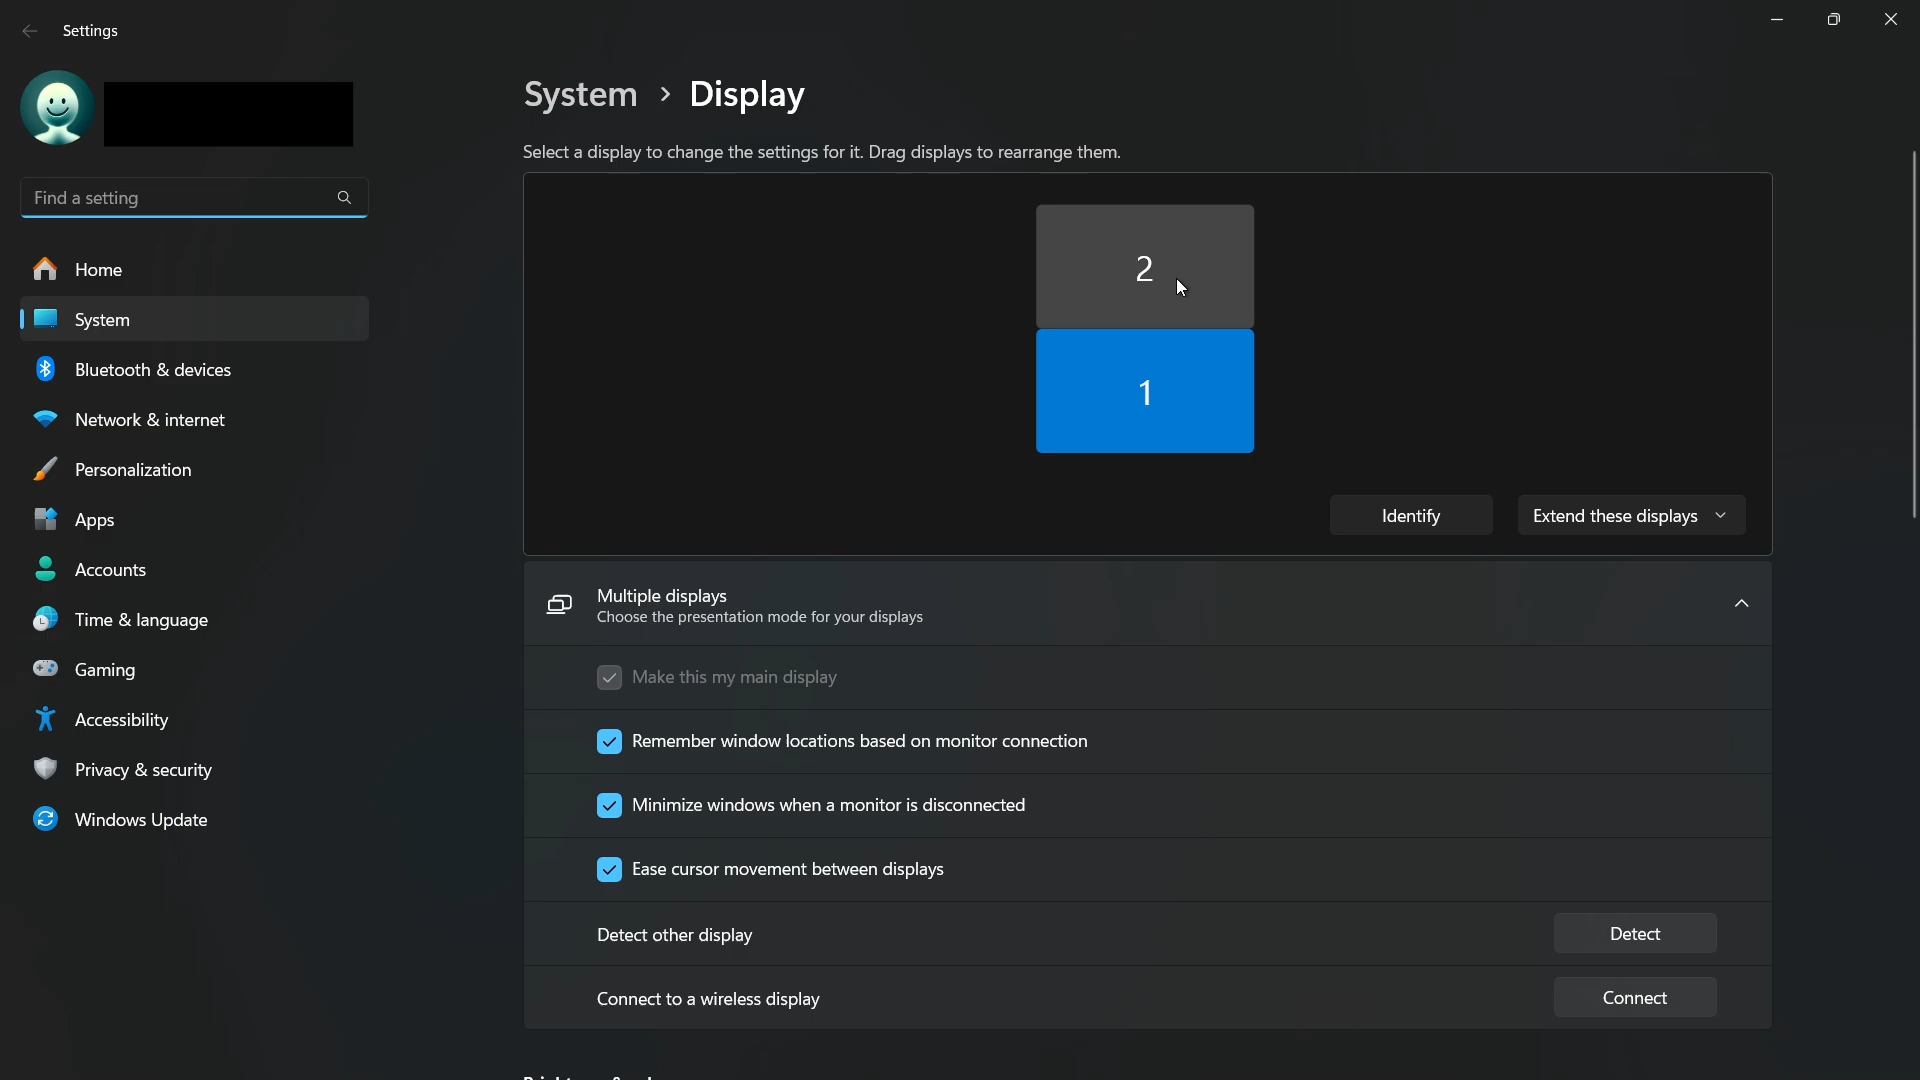 Settings
Find a setting
Home
System
Bluetooth & devices
Network & internet
Personalization
Apps
Accounts
Time & language
Gaming
Accessibility
Privacy & security
Windows Update
System > Display
Select a display to change the settings for it. Drag displays to rearrange them.
2
1
Identify
Extend these displays
Multiple displays
Choose the presentation mode for your displays
Make this my main display
Remember window locations based on monitor connection
Minimize windows when a monitor is disconnected
Ease cursor movement between displays
Detect other display
Detect
Connect to a wireless display
Connect